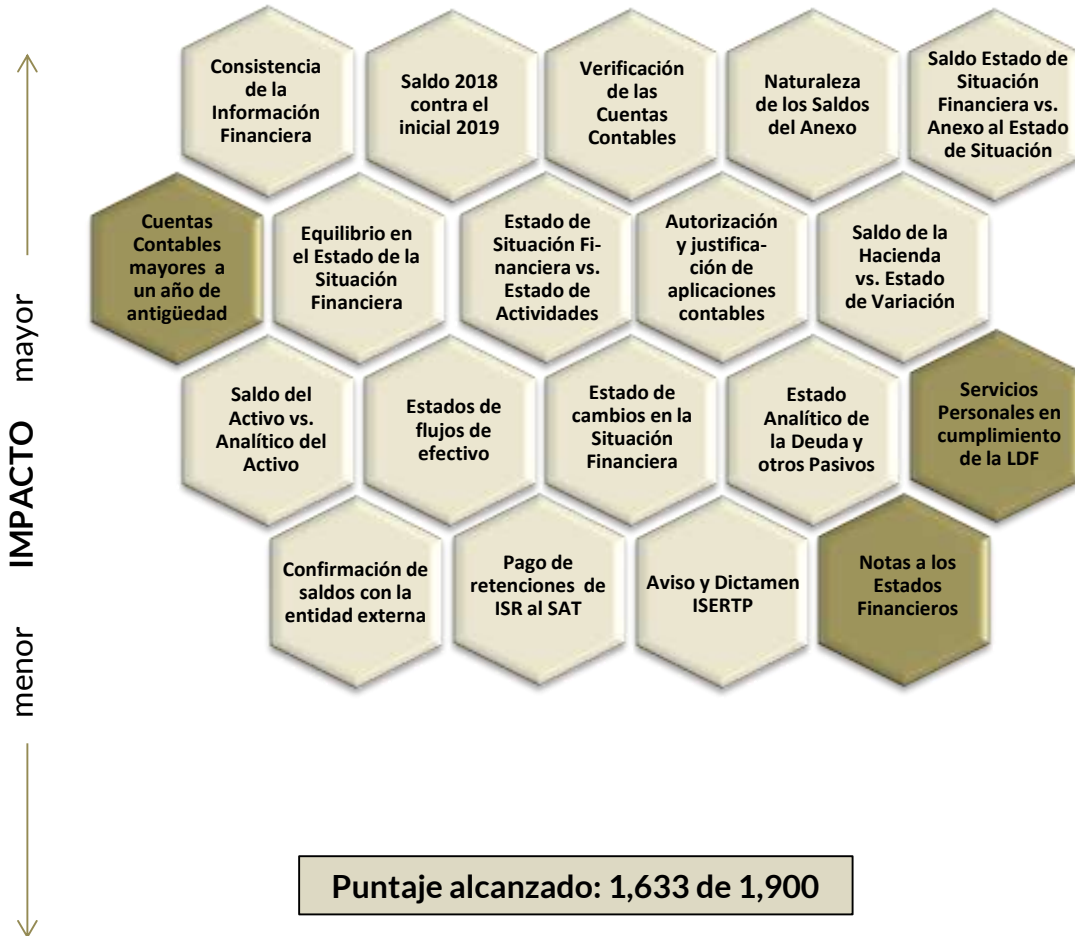 Consistencia
de la
Información
Financiera
Saldo 2018
contra el
inicial 2019
Verificación
de las
Cuentas
Contables
Naturaleza
de los Saldos
del Anexo
Saldo Estado de
Situación
Financiera vs.
Anexo al Estado
de Situación
Cuentas
Contables
mayores a
un año de
antigüedad
Equilibrio en
el Estado de la
Situación
Financiera
Estado de
Situación Fi-
nanciera vs.
Estado de
Actividades
Autorización
y justifica-
ción de
aplicaciones
contables
Saldo de la
Hacienda
vs. Estado
de Variación
Saldo del
Activo vs.
Analítico del
Activo
Estados de
flujos de
efectivo
Estado de
cambios en la
Situación
Financiera
Estado
Analítico de
la Deuda y
otros Pasivos
Servicios
Personales en
cumplimiento
de la LDF
Confirmación de
saldos con la
entidad externa
Pago de
retenciones de
ISR al SAT
Aviso y Dictamen
ISERTP
Notas a los
Estados
Financieros
menor IMPACTO mayor
Puntaje alcanzado: 1,633 de 1,900